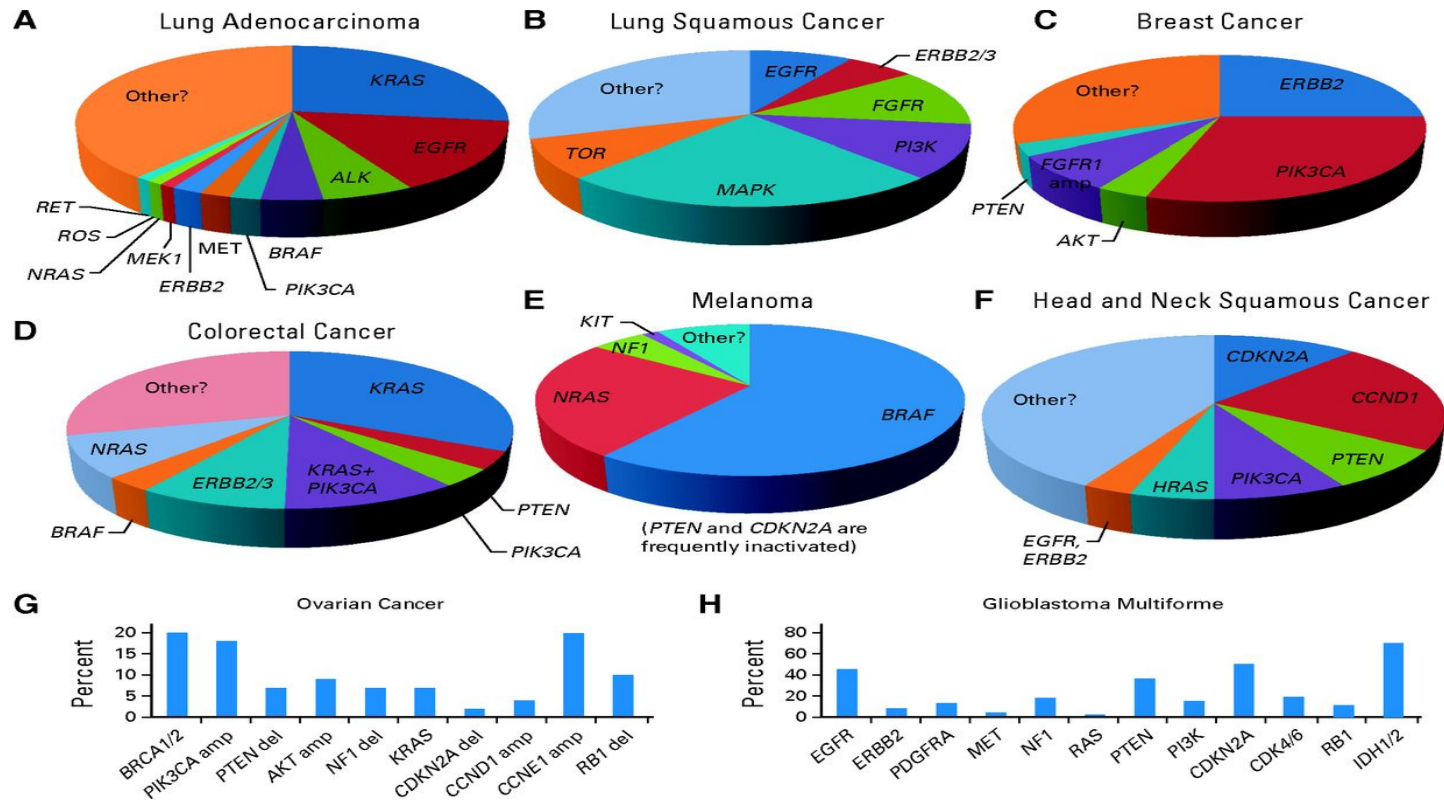 A
Lung Adenocarcinoma
KRAS
EGFR
ALK
BRAF
PIK3CA
MET
ERBB2
MEK1
NRAS
ROS
RET
Other?
B
Lung Squamous Cancer
EGFR
ERBB2/3
FGFR
PI3K
MAPK
TOR
Other?
C
Breast Cancer
ERBB2
PIK3CA
AKT
FGFR1
amp
PTEN
Other?
D
Colorectal Cancer
KRAS
PTEN
PIK3CA
KRAS+
PIK3CA
ERBB2/3
BRAF
NRAS
Other?
E
Melanoma
BRAF
NRAS
NF1
KIT
Other?
(PTEN and CDKN2A are
frequently inactivated)
F
Head and Neck Squamous Cancer
CDKN2A
CCND1
PTEN
PIK3CA
HRAS
EGFR,
ERBB2
Other?
G
Ovarian Cancer
Percent
20
15
10
5
0
BRCA1/2
PIK3CA amp
PTEN del
AKT amp
NF1 del
KRAS
CDKN2A del
CCND1 amp
CCNE1 amp
RB1 del
H
Glioblastoma Multiforme
Percent
80
60
40
20
0
EGFR
ERBB2
PDGFRA
MET
NF1
RAS
PTEN
PI3K
CDKN2A
CDK4/6
RB1
IDH1/2